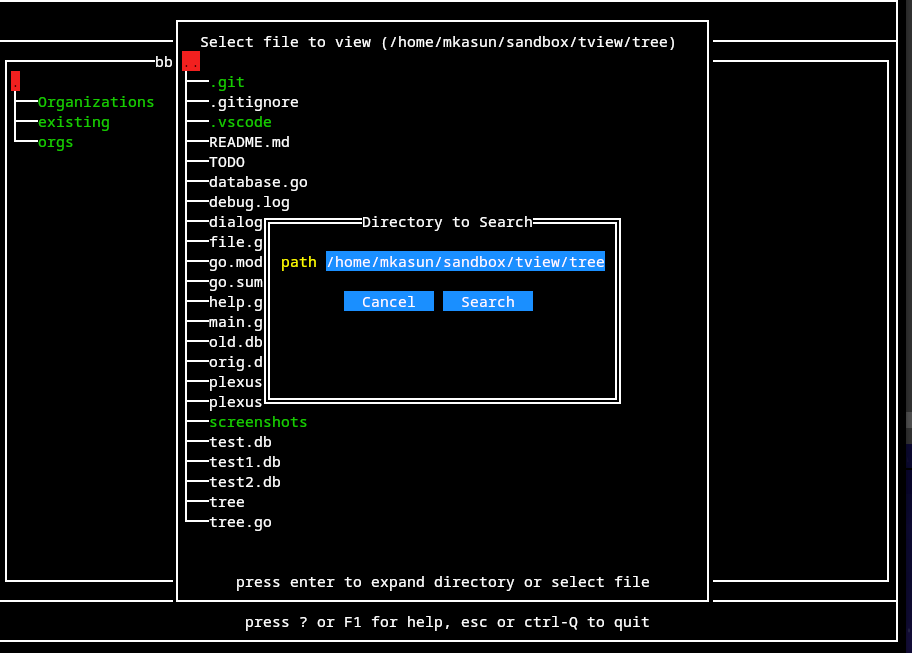 Select file to view (/home/mkasun/sandbox/tview/tree)
bb
..
.
.git
Organizations
.gitignore
existing
.vscode
orgs
README.md
TODO
database.go
debug.log
dialog
Directory to Search
file.g
go.mod
path /home/mkasun/sandbox/tview/tree
go.sum
help.g
Cancel Search
main.g
old.db
orig.d
plexus
plexus
screenshots
test.db
test1.db
test2.db
tree
tree.go
press enter to expand directory or select file
press ? or F1 for help, esc or ctrl-Q to quit